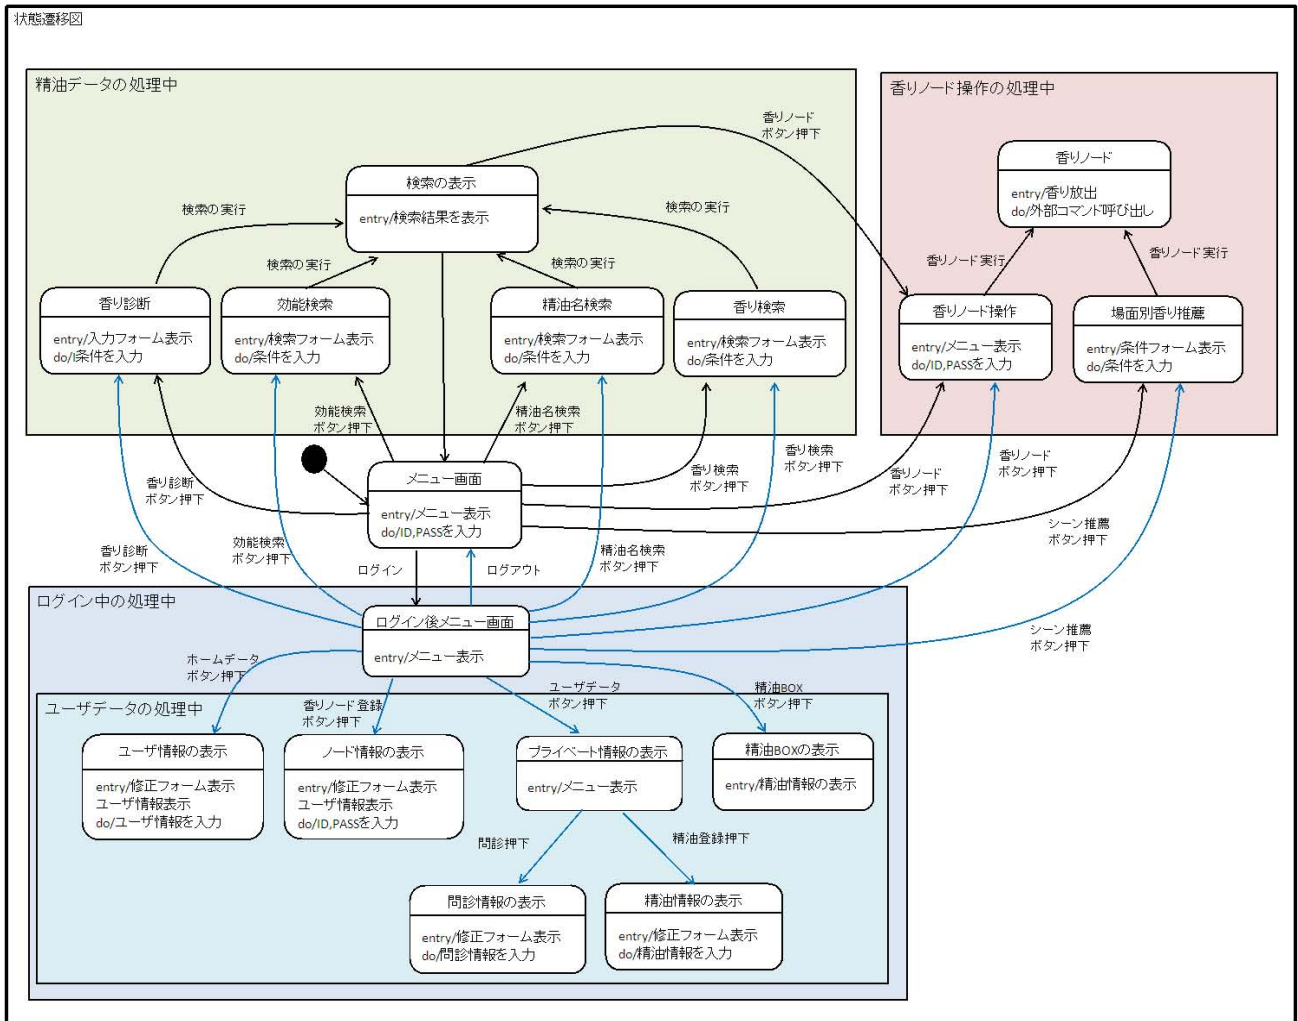 状態遷移図
精油データの処理中
香りノード操作の処理中
香りノード
ボタン押下
検索の表示
entry/検索結果を表示
香りノード
entry/香り放出
do/外部コマンド呼び出し
検索の実行
検索の実行
検索の実行
検索の実行
香りノード実行
香りノード実行
香り診断
entry/入力フォーム表示
do/I条件を入力
効能検索
entry/検索フォーム表示
do/条件を入力
精油名検索
entry/検索フォーム表示
do/条件を入力
香り検索
entry/検索フォーム表示
do/条件を入力
香りノード操作
entry/メニュー表示
do/ID,PASSを入力
場面別香り推薦
entry/条件フォーム表示
do/条件を入力
効能検索
ボタン押下
精油名検索
ボタン押下
香り診断
ボタン押下
メニュー画面
entry/メニュー表示
do/ID,PASSを入力
香り検索
ボタン押下
香り検索
ボタン押下
香りノード
ボタン押下
香りノード
ボタン押下
シーン推薦
ボタン押下
香り診断
ボタン押下
効能検索
ボタン押下
ログイン
ログアウト
精油名検索
ボタン押下
ログイン中の処理中
ログイン後メニュー画面
entry/メニュー表示
シーン推薦
ボタン押下
ホームデータ
ボタン押下
香りノード登録
ボタン押下
ユーザデータ
ボタン押下
精油BOX
ボタン押下
ユーザデータの処理中
ユーザ情報の表示
entry/修正フォーム表示
ユーザ情報表示
do/ユーザ情報を入力
ノード情報の表示
entry/修正フォーム表示
ユーザ情報表示
do/ID,PASSを入力
プライベート情報の表示
entry/メニュー表示
精油BOXの表示
entry/精油情報の表示
問診押下
精油登録押下
問診情報の表示
entry/修正フォーム表示
do/問診情報を入力
精油情報の表示
entry/修正フォーム表示
do/精油情報を入力